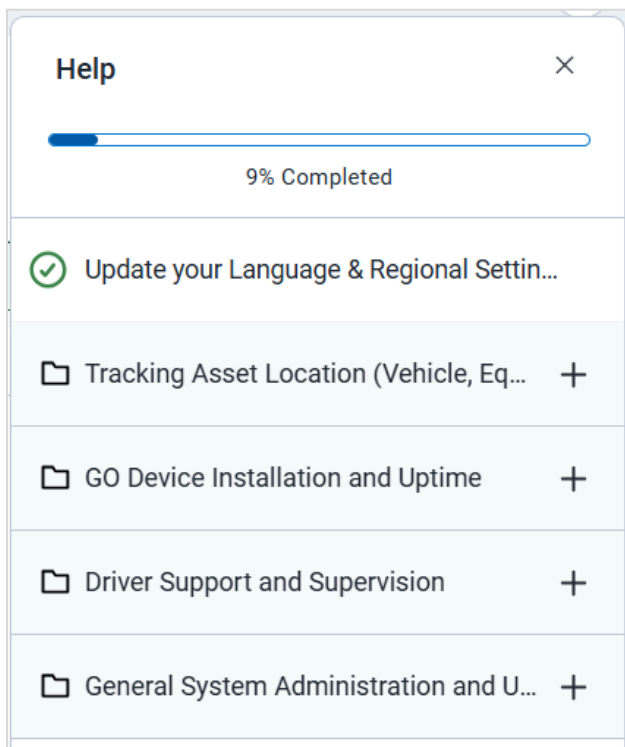 Help
9% Completed
Update your Language & Regional Settin...
Tracking Asset Location (Vehicle, Eq...
GO Device Installation and Uptime
Driver Support and Supervision
General System Administration and U...